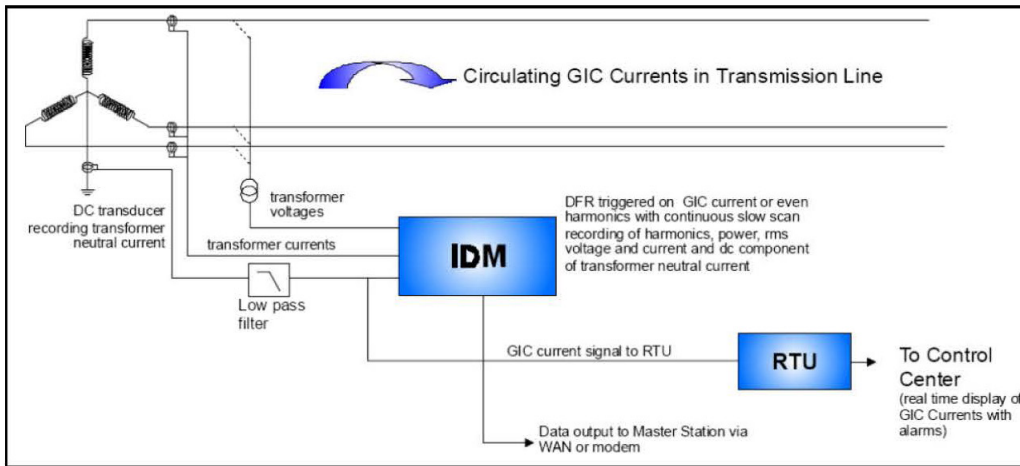 Circulating GIC Currents in Transmission Line
transformer
voltages
DC transducer
recording transformer
neutral current
transformer currents
DFR triggered on GIC current or even
harmonics with continuous slow scan
recording of harmonics, power, rms
voltage and current and dc component
of transformer neutral current
IDM
Low pass
filter
GIC current signal to RTU
RTU
To Control
Center
(real time display of
GIC Currents with
alarms)
Data output to Master Station via
WAN or modem